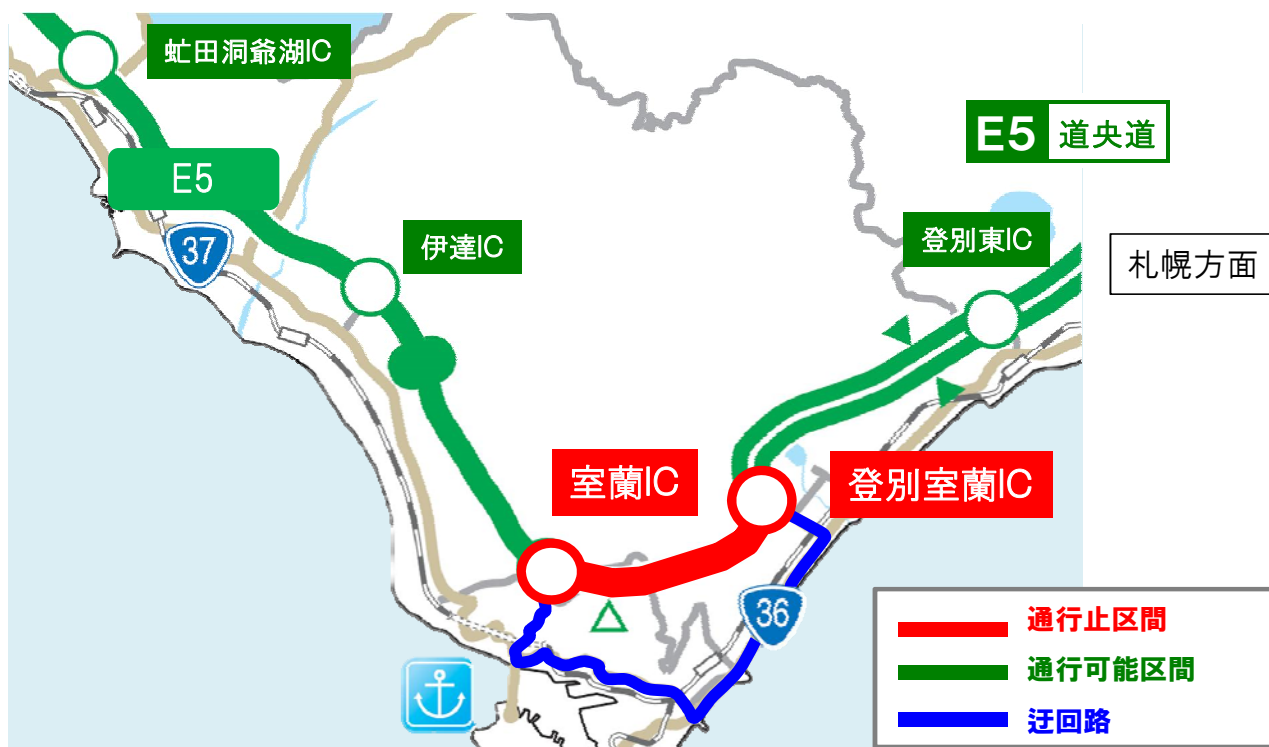 虻田洞爺湖IC
E5 道央道
E5
登別東IC
37
伊達IC
札幌方面
室蘭IC
登別室蘭IC
36
通行止区間
通行可能区間
迂回路